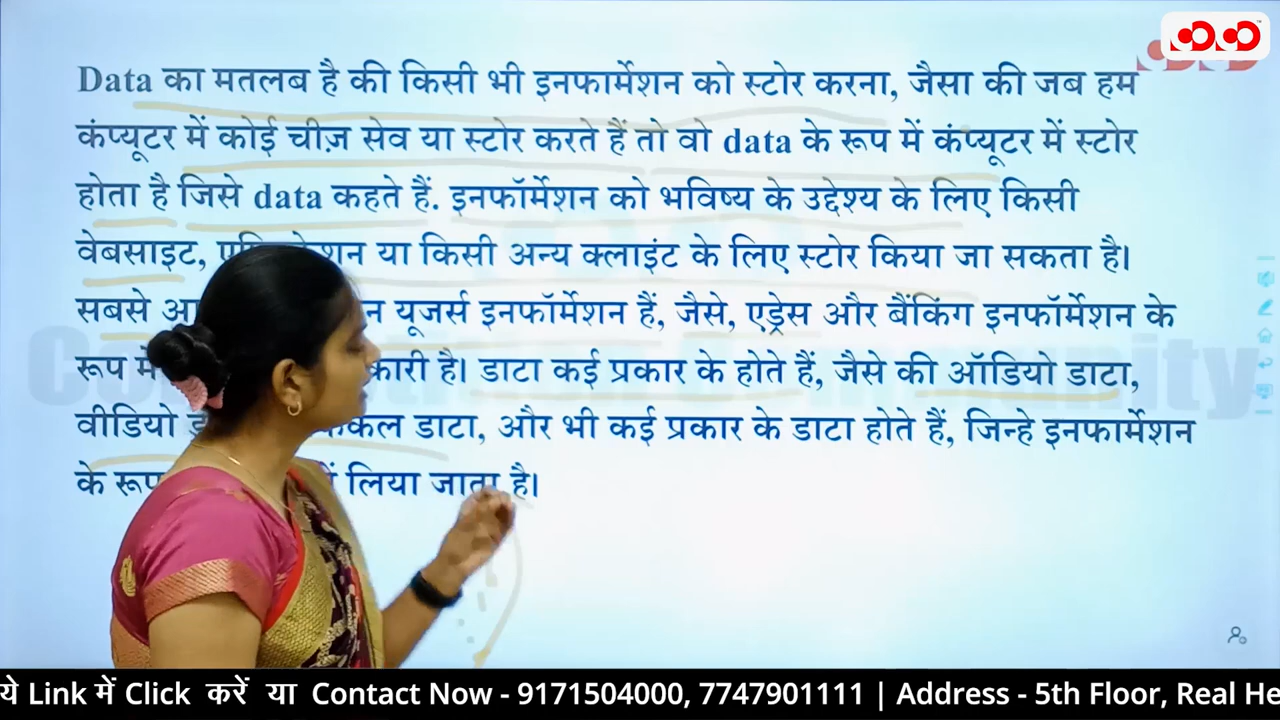 Data का मतलब है की किसी भी इनफार्मेशन को स्टोर करना, जैसा की जब हम
कंप्यूटर में कोई चीज़ सेव या स्टोर करते हैं तो वो data के रूप में कंप्यूटर में स्टोर
होता है जिसे data कहते हैं. इनफॉर्मेशन को भविष्य के उद्देश्य के लिए किसी
वेबसाइट, या किसी अन्य क्लाइंट के लिए स्टोर किया जा सकता है।
सबसे यूजर्स इनफॉर्मेशन हैं, जैसे, एड्रेस और बैंकिंग इनफॉर्मेशन के
रूप में है। डाटा कई प्रकार के होते हैं, जैसे की ऑडियो डाटा,
वीडियो डाटा, और भी कई प्रकार के डाटा होते हैं, जिन्हे इनफार्मेशन
के रूप लिया जाता है।
ये Link में Click करें या Contact Now - 9171504000, 7747901111 | Address - 5th Floor, Real He